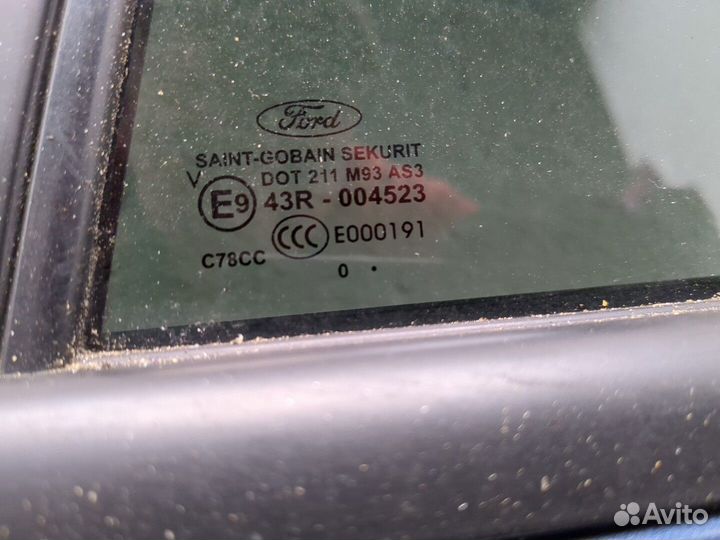 Ford
SAINT-GOBAIN SEKURIT
V DOT 211 M93 AS3
E9 43R - 004523
CCC E000191
C78CC
0 .
Avito